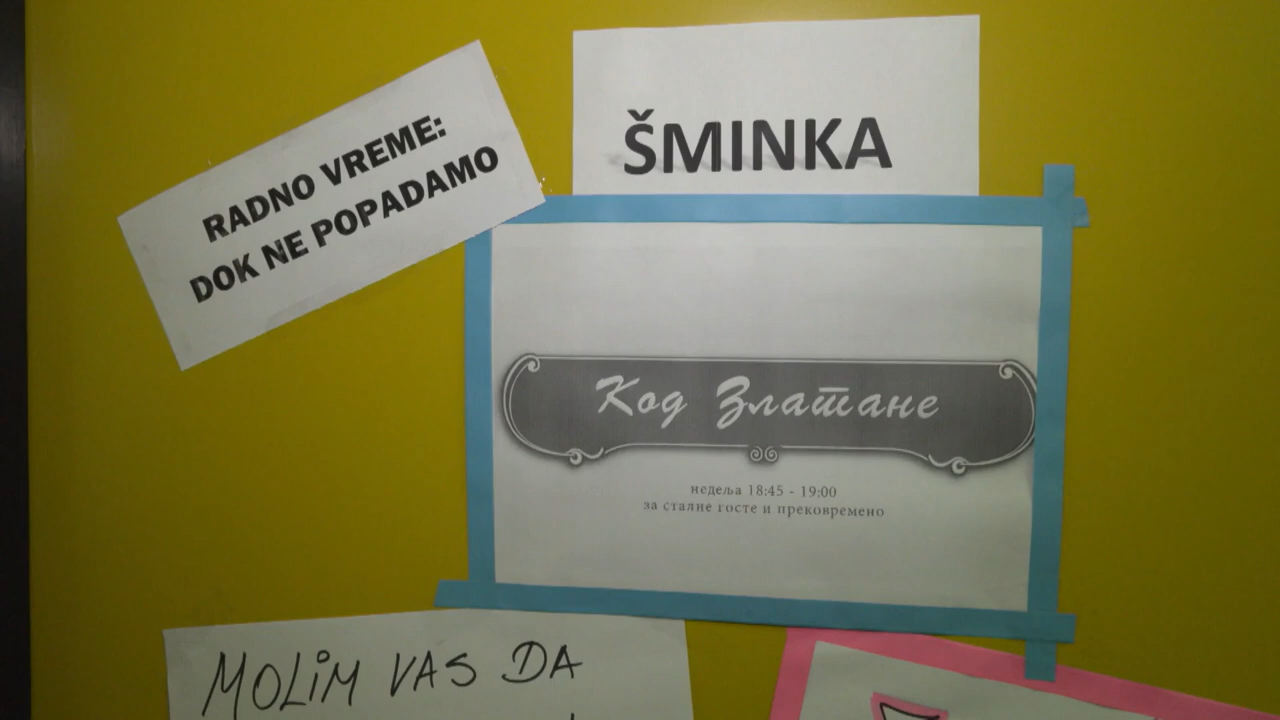 RADNO VREME:
DOK NE POPADAMO
ŠMINKA
Код Златане
недеља 18:45 - 19:00
за сталне госте и прековремено
MOLIM VAS DA